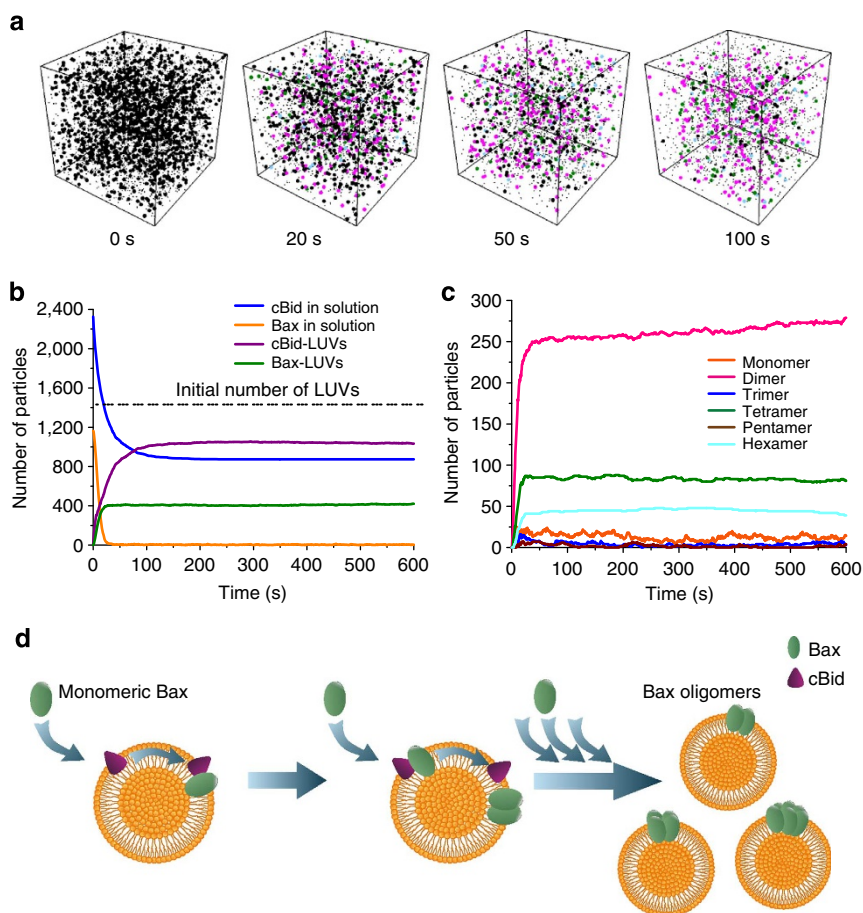 a
0 s
20 s
50 s
100 s
b
2,400
2,000
1,600
1,200
800
400
0
Number of particles
cBid in solution
Bax in solution
cBid-LUVs
Bax-LUVs
Initial number of LUVs
0 100 200 300 400 500 600
Time (s)
c
300
250
200
150
100
50
0
Number of particles
Monomer
Dimer
Trimer
Tetramer
Pentamer
Hexamer
0 100 200 300 400 500 600
Time (s)
d
Bax
cBid
Monomeric Bax
Bax oligomers